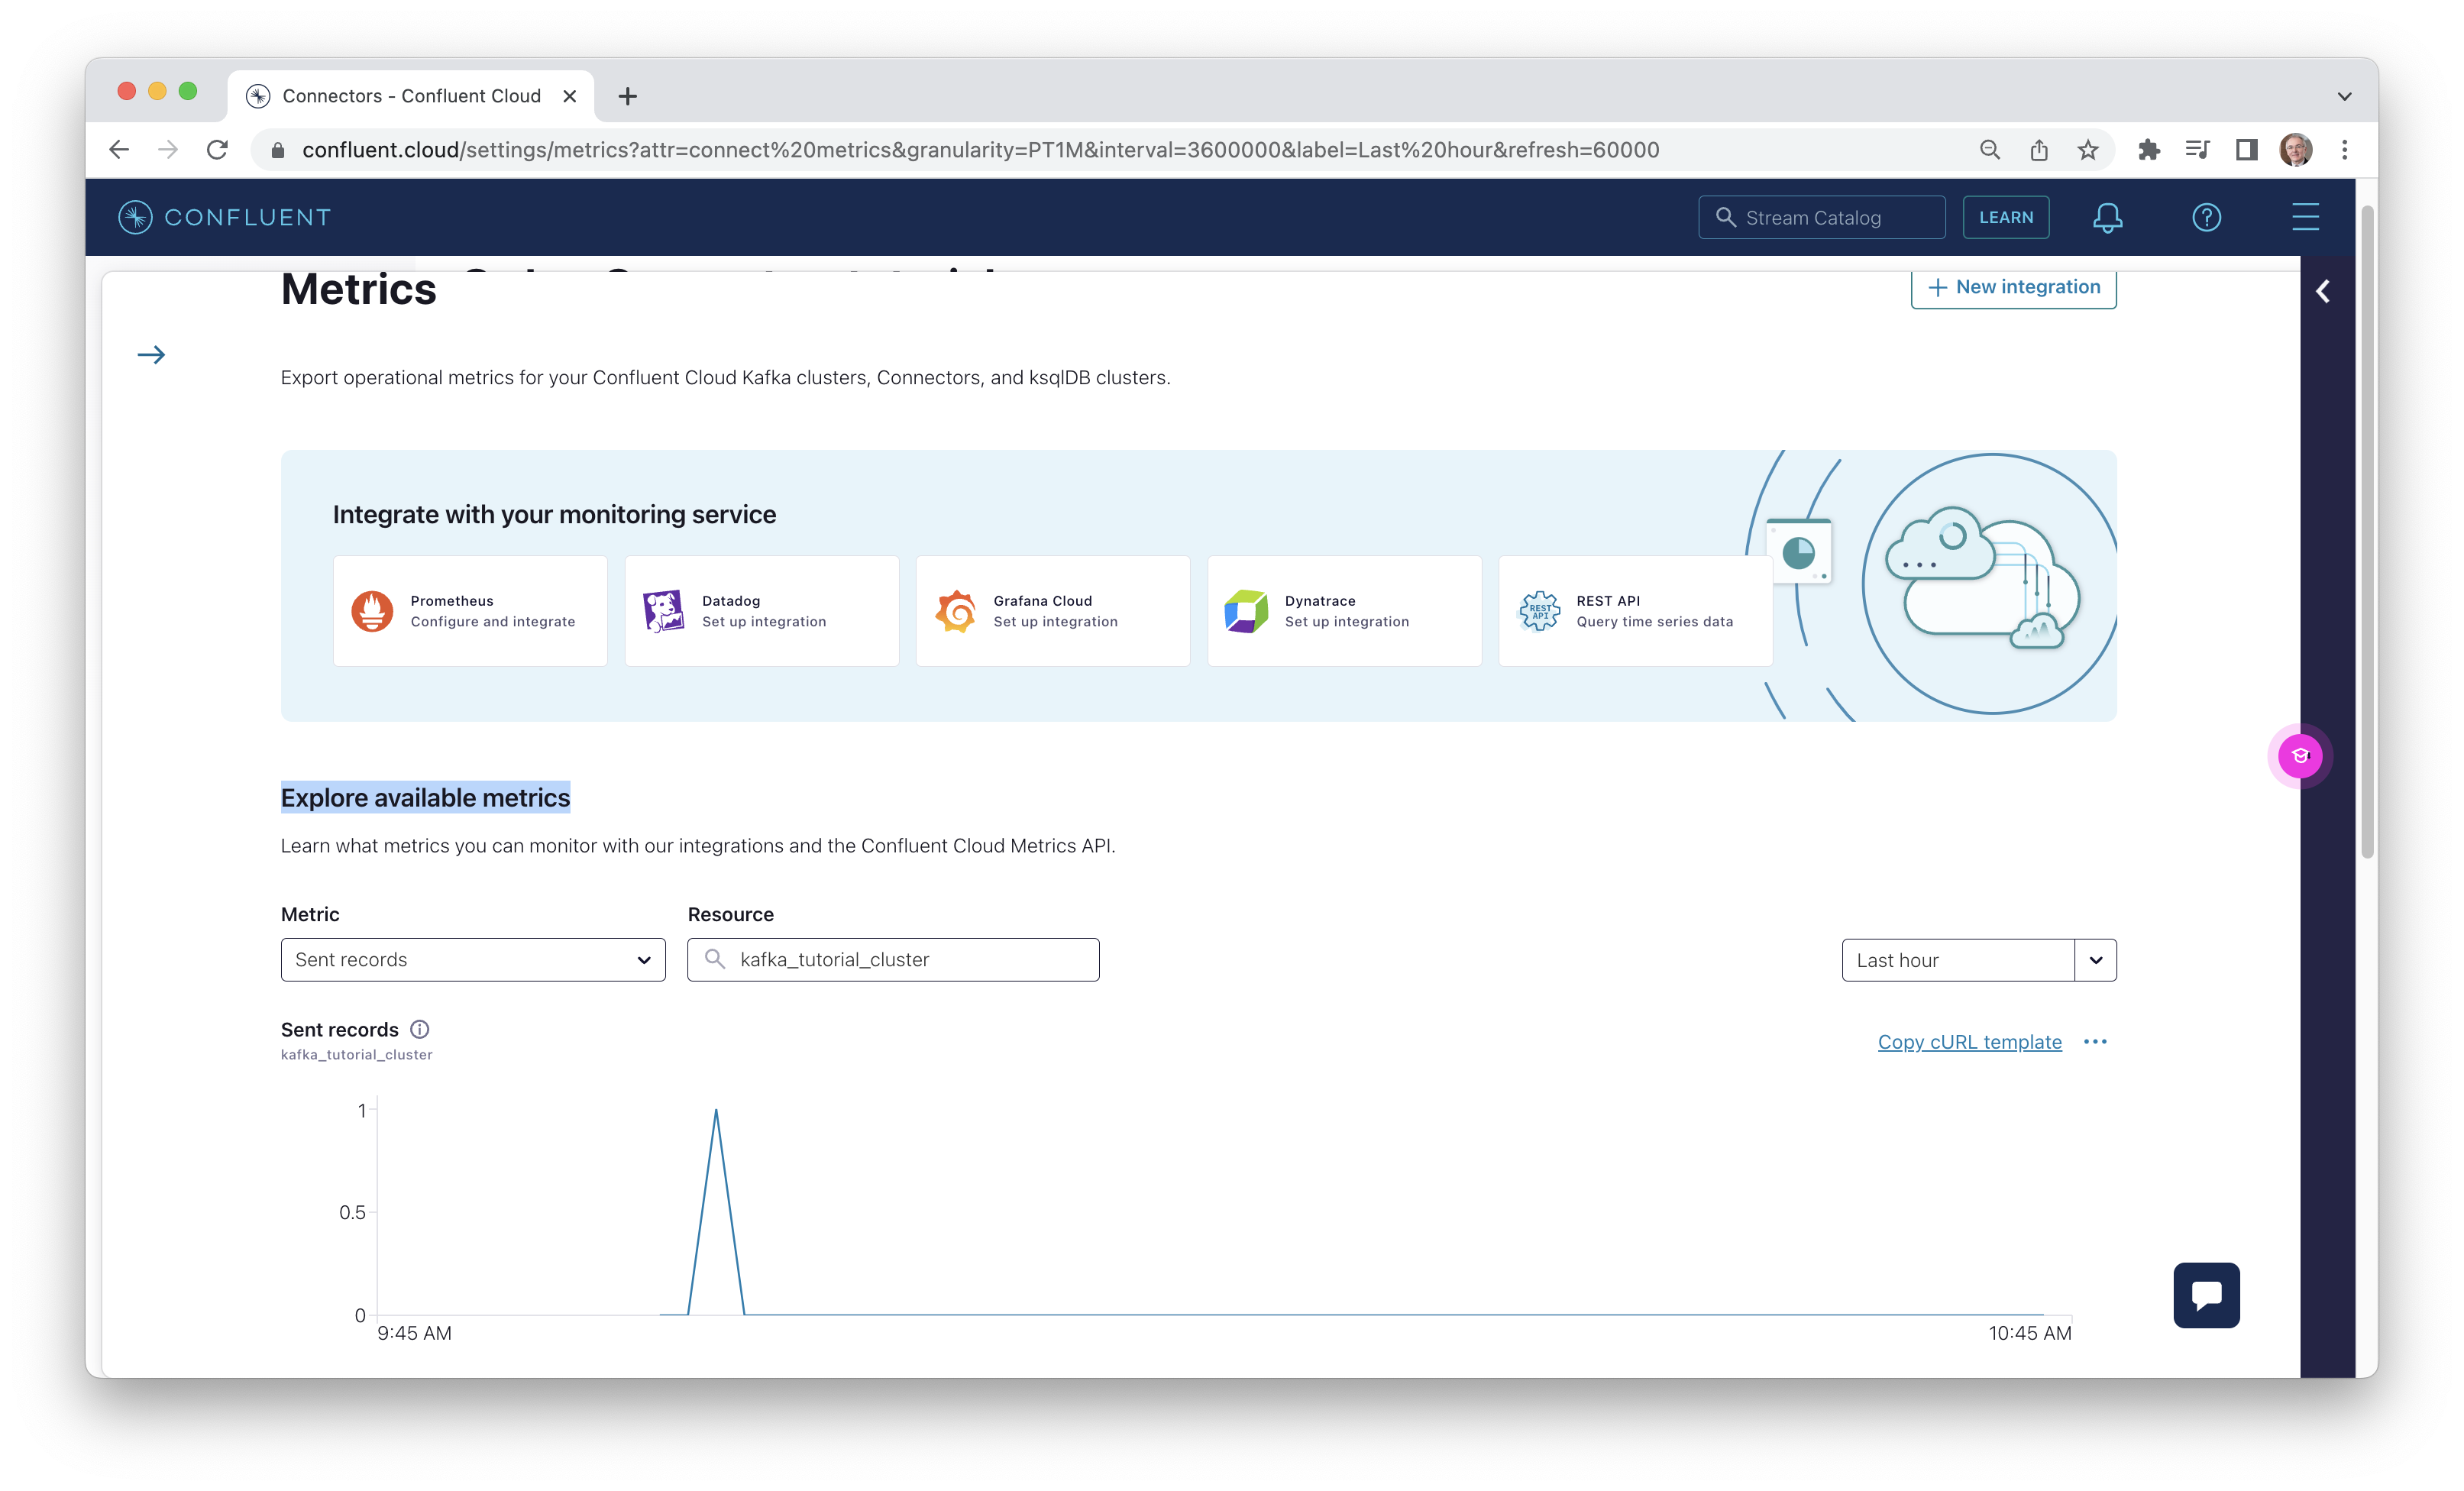 Connectors - Confluent Cloud
confluent.cloud/settings/metrics?attr=connect%20metrics&granularity=PT1M&interval=3600000&label=Last%20hour&refresh=60000
CONFLUENT
Stream Catalog
LEARN
Metrics
New integration
Export operational metrics for your Confluent Cloud Kafka clusters, Connectors, and ksqlDB clusters.
Integrate with your monitoring service
Prometheus
Configure and integrate
Datadog
Set up integration
Grafana Cloud
Set up integration
Dynatrace
Set up integration
REST API
REST API
Query time series data
Explore available metrics
Learn what metrics you can monitor with our integrations and the Confluent Cloud Metrics API.
Metric
Resource
Sent records
kafka_tutorial_cluster
Last hour
Sent records
kafka_tutorial_cluster
Copy cURL template
1
0.5
0
9:45 AM
10:45 AM